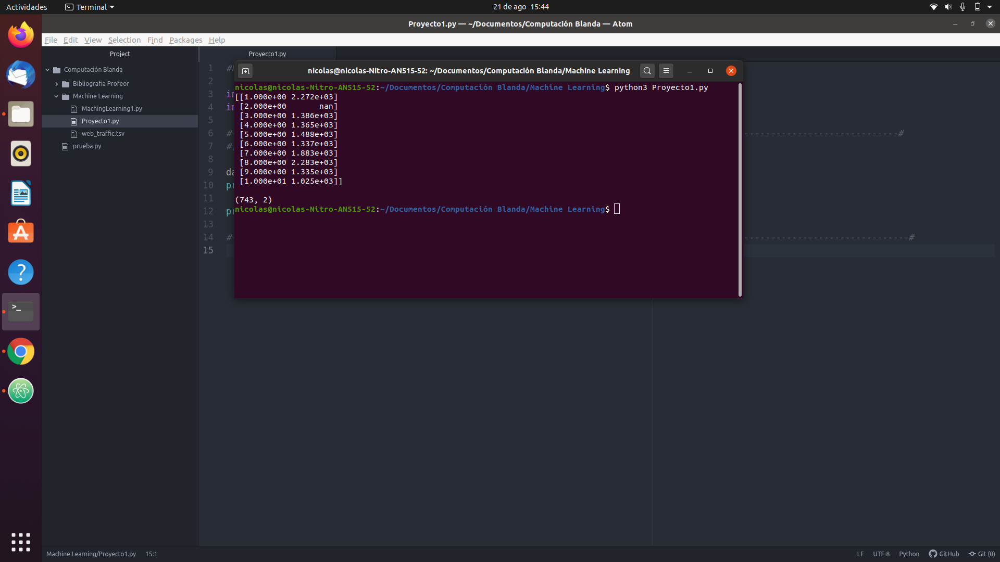 Actividades
Terminal
21 de ago 15:44
Proyecto1.py — ~/Documentos/Computación Blanda — Atom
File Edit View Selection Find Packages Help
Project
Computación Blanda
Bibliografia Profeor
Machine Learning
MachingLearning1.py
Proyecto1.py
web_traffic.tsv
prueba.py
Proyecto1.py
1 #
2
3 im
4 im
5
6 # ----------------------------#
7 #
8
9 da
10 pr
11
12 pr
13
14 # ------------------------------#
15
nicolas@nicolas-Nitro-AN515-52: ~/Documentos/Computación Blanda/Machine Learning
nicolas@nicolas-Nitro-AN515-52:~/Documentos/Computación Blanda/Machine Learning$ python3 Proyecto1.py
[[1.000e+00 2.272e+03]
 [2.000e+00       nan]
 [3.000e+00 1.386e+03]
 [4.000e+00 1.365e+03]
 [5.000e+00 1.488e+03]
 [6.000e+00 1.337e+03]
 [7.000e+00 1.883e+03]
 [8.000e+00 2.283e+03]
 [9.000e+00 1.335e+03]
 [1.000e+01 1.025e+03]]
(743, 2)
nicolas@nicolas-Nitro-AN515-52:~/Documentos/Computación Blanda/Machine Learning$
Machine Learning/Proyecto1.py 15:1
LF UTF-8 Python GitHub Git (0)